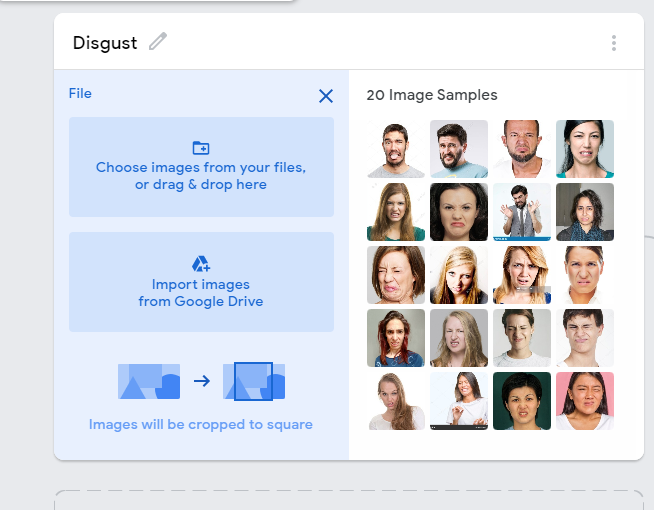 Disgust
File
20 Image Samples
Choose images from your files,
or drag & drop here
Import images
from Google Drive
Images will be cropped to square